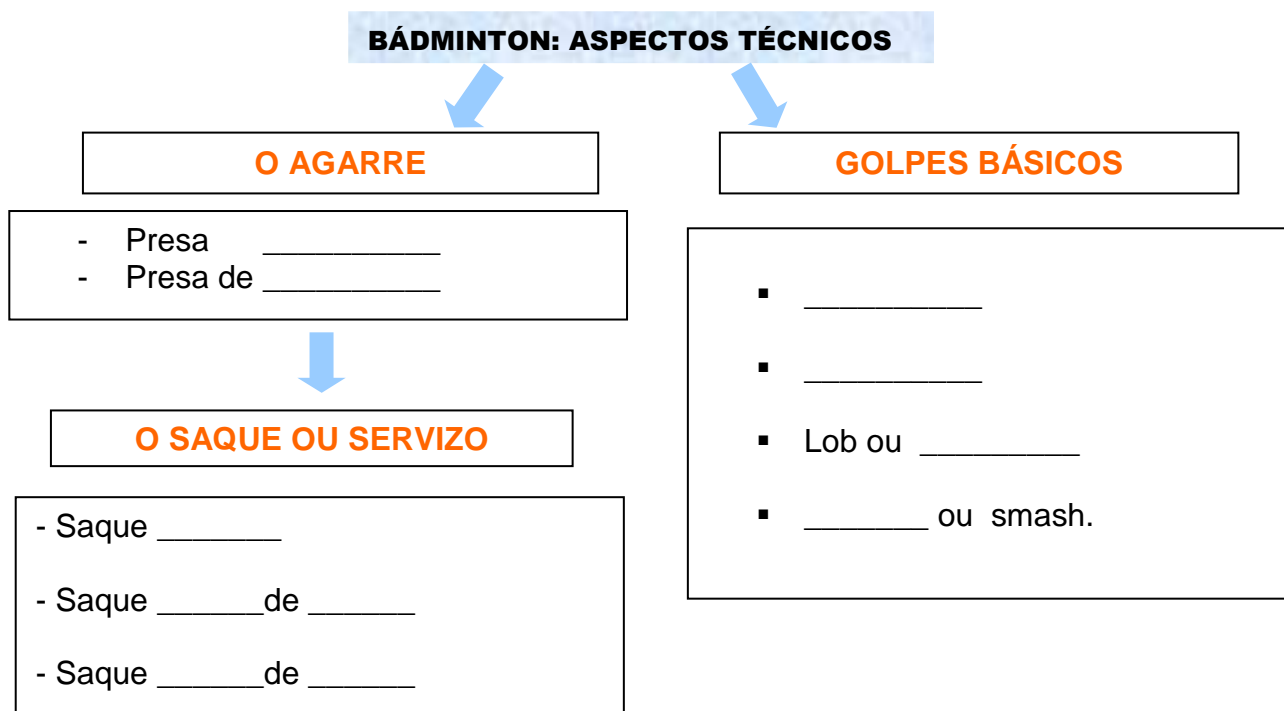 BÁDMINTON: ASPECTOS TÉCNICOS
O AGARRE
- Presa __________
- Presa de __________
O SAQUE OU SERVIZO
- Saque _______
- Saque ______de ______
- Saque ______de ______
GOLPES BÁSICOS
▪ __________
▪ __________
▪ Lob ou _________
▪ _______ ou smash.